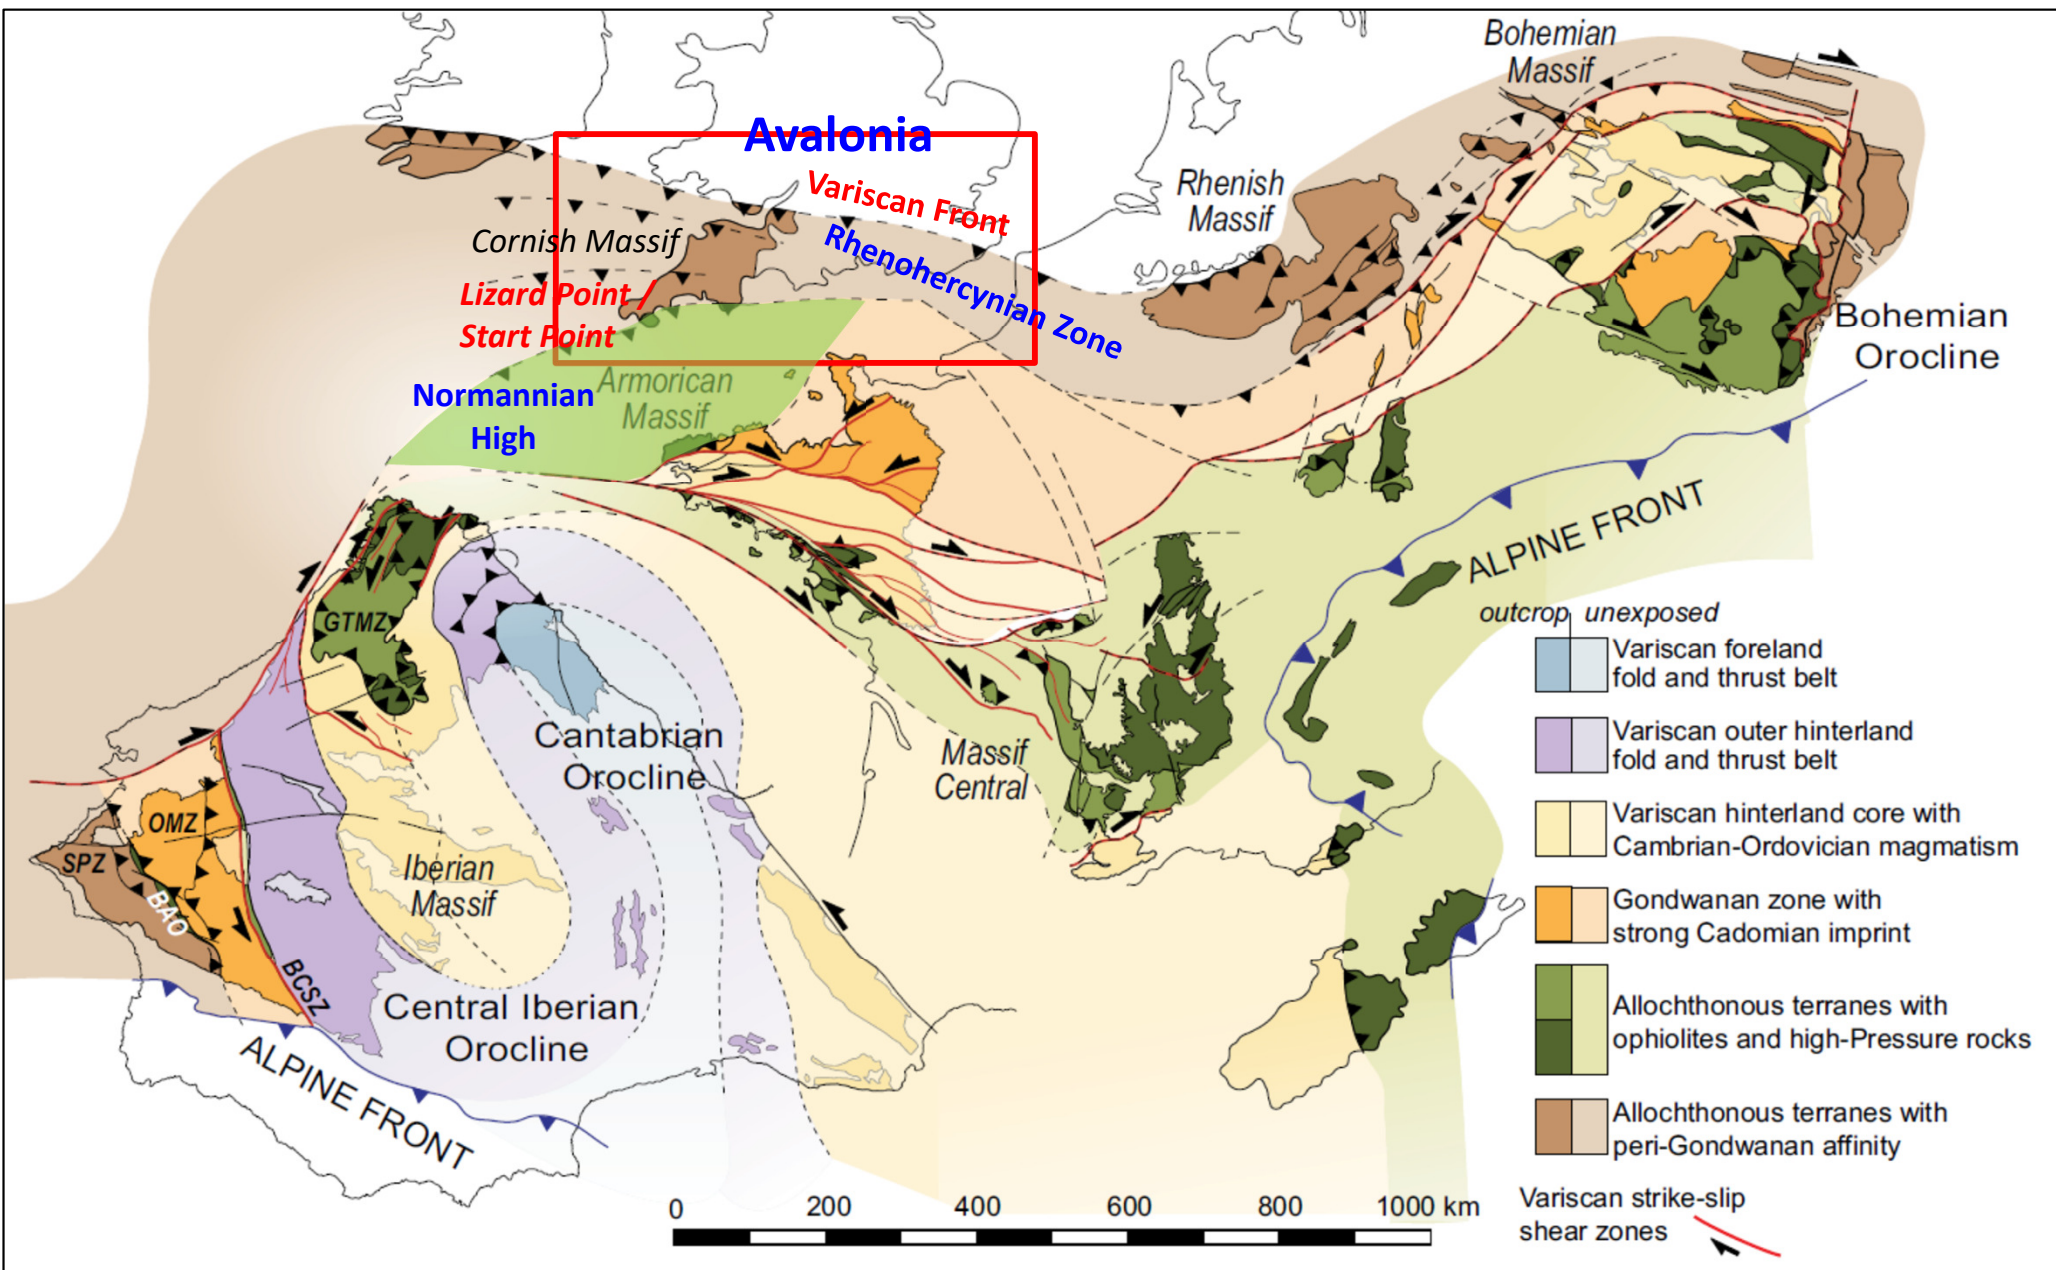 Bohemian
Massif
Avalonia
Variscan Front
Rhenish
Massif
Cornish Massif
Rhenohercynian Zone
Lizard Point /
Start Point
Bohemian
Orocline
Armorican
Massif
Normannian
High
ALPINE FRONT
GTMZ
Cantabrian
Orocline
Massif
Central
OMZ
SPZ
BAO
Iberian
Massif
BCSZ
Central Iberian
Orocline
ALPINE FRONT
outcrop unexposed
Variscan foreland
fold and thrust belt
Variscan outer hinterland
fold and thrust belt
Variscan hinterland core with
Cambrian-Ordovician magmatism
Gondwanan zone with
strong Cadomian imprint
Allochthonous terranes with
ophiolites and high-Pressure rocks
Allochthonous terranes with
peri-Gondwanan affinity
Variscan strike-slip
shear zones
0 200 400 600 800 1000 km